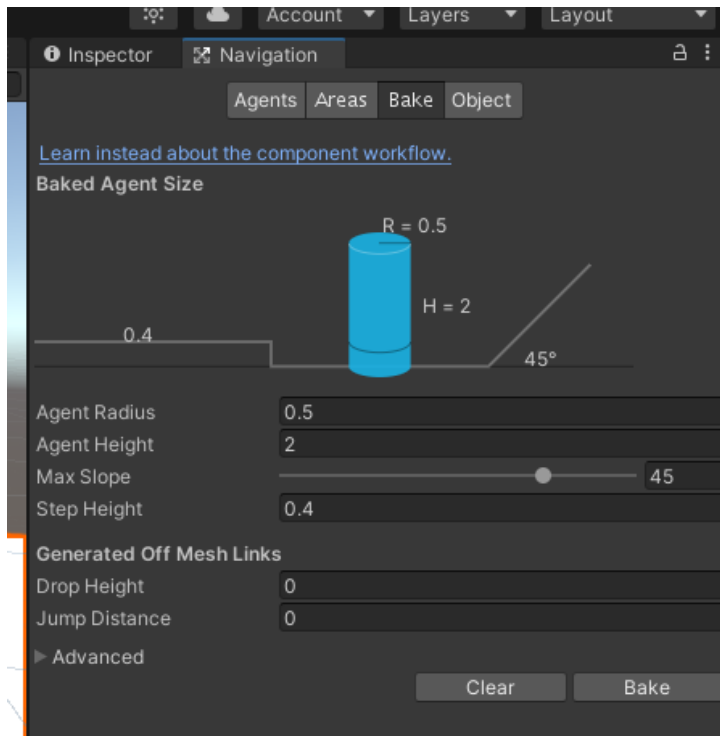 Account Layers Layout
Inspector Navigation
Agents Areas Bake Object
Learn instead about the component workflow.
Baked Agent Size
R = 0.5
H = 2
0.4
45°
Agent Radius 0.5
Agent Height 2
Max Slope 45
Step Height 0.4
Generated Off Mesh Links
Drop Height 0
Jump Distance 0
Advanced
Clear Bake